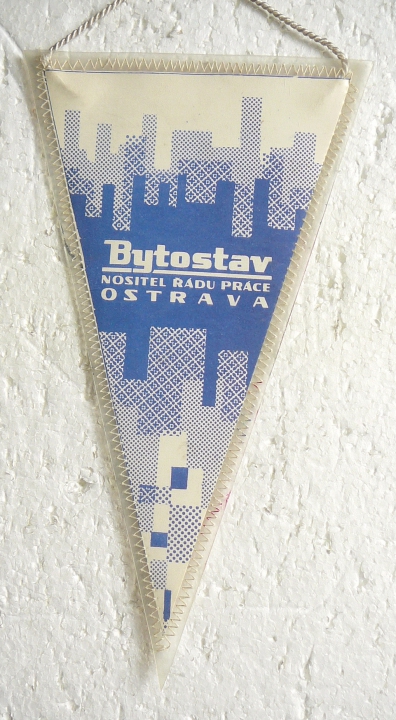 Bytostav
NOSITEL ŘÁDU PRÁCE
OSTRAVA